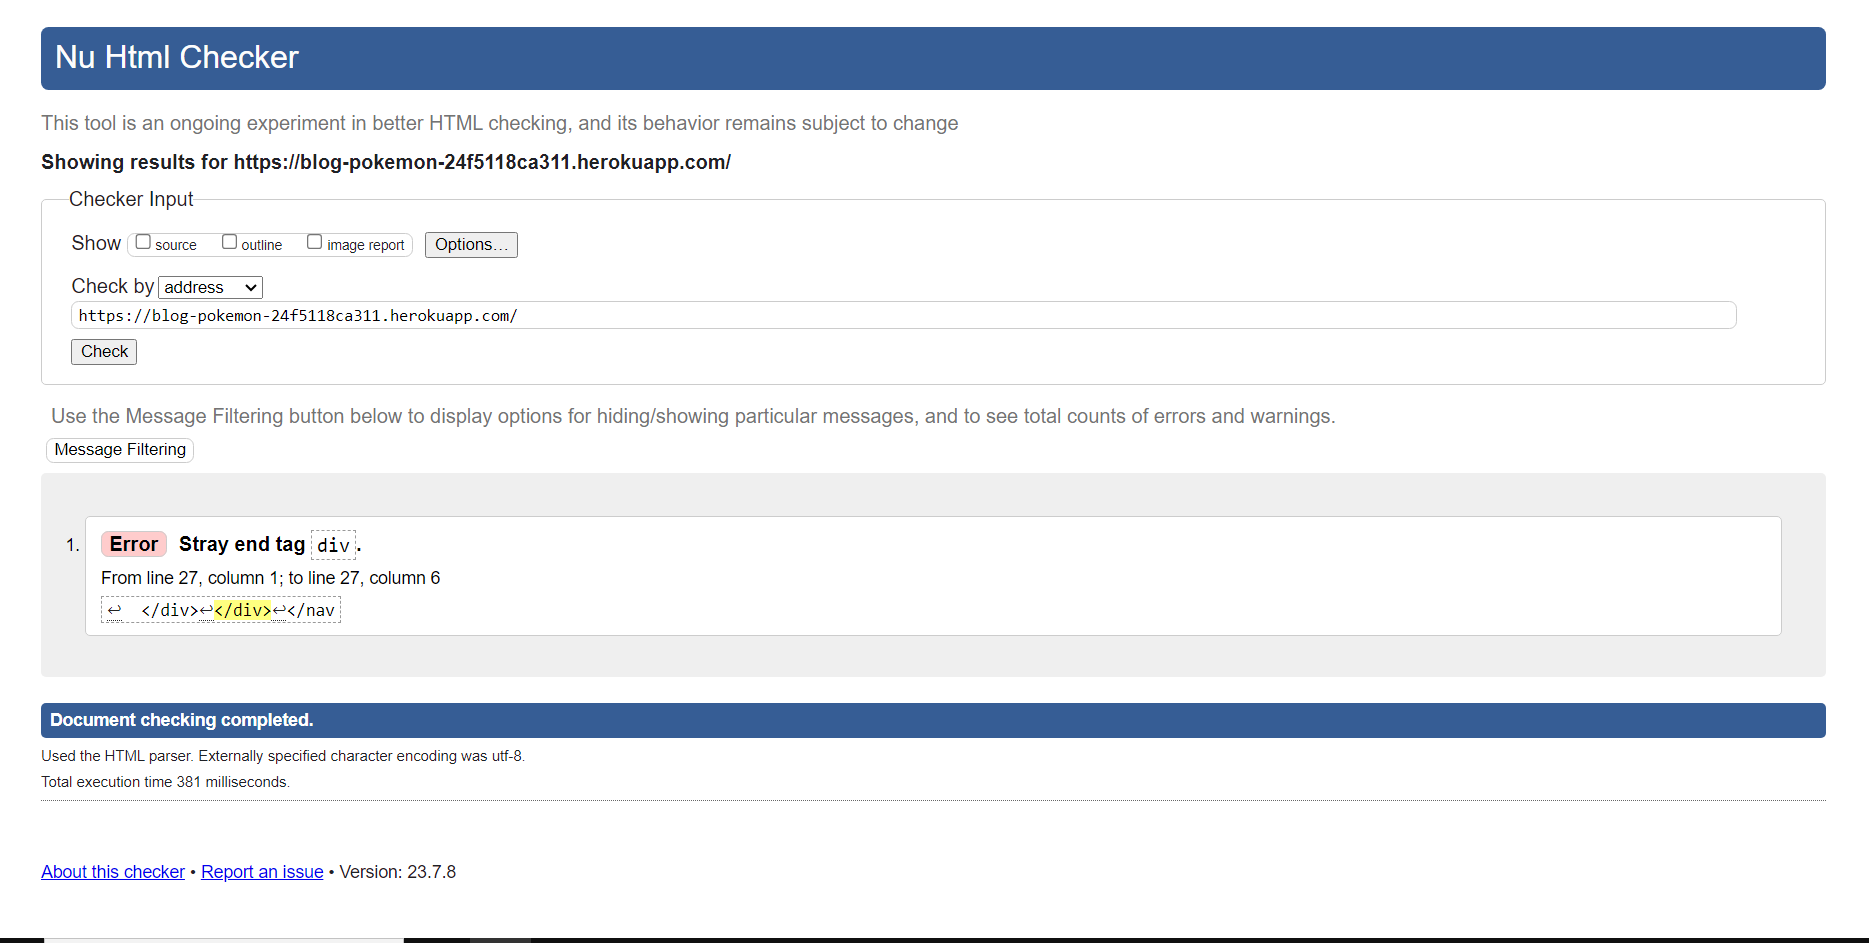 Nu Html Checker
This tool is an ongoing experiment in better HTML checking, and its behavior remains subject to change
Showing results for https://blog-pokemon-24f5118ca311.herokuapp.com/
Checker Input
Show source outline image report Options...
Check by address
https://blog-pokemon-24f5118ca311.herokuapp.com/
Check
Use the Message Filtering button below to display options for hiding/showing particular messages, and to see total counts of errors and warnings.
Message Filtering
1. Error Stray end tag div.
From line 27, column 1; to line 27, column 6
↩  </div>↩</div>↩</nav
Document checking completed.
Used the HTML parser. Externally specified character encoding was utf-8.
Total execution time 381 milliseconds.
About this checker • Report an issue • Version: 23.7.8